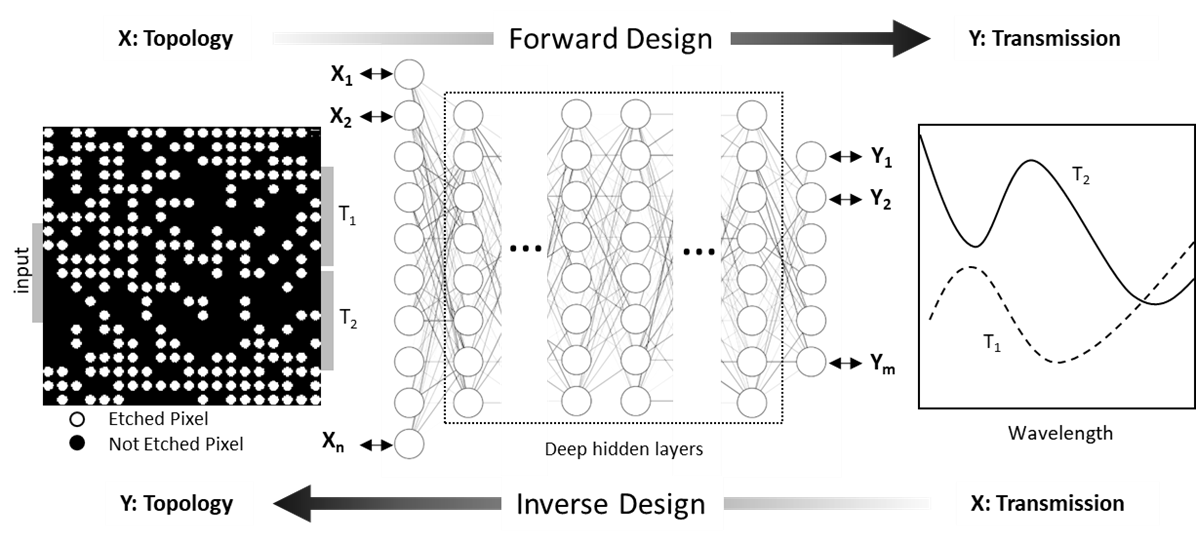 X: Topology
Forward Design
Y: Transmission
X1
X2
Xn
input
T1
T2
Etched Pixel
Not Etched Pixel
...
...
Deep hidden layers
Y1
Y2
Ym
T2
T1
Wavelength
Y: Topology
Inverse Design
X: Transmission